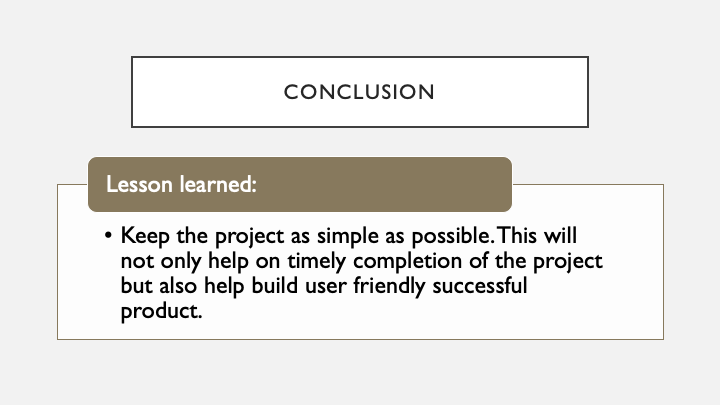 CONCLUSION
Lesson learned:
• Keep the project as simple as possible. This will
not only help on timely completion of the project
but also help build user friendly successful
product.